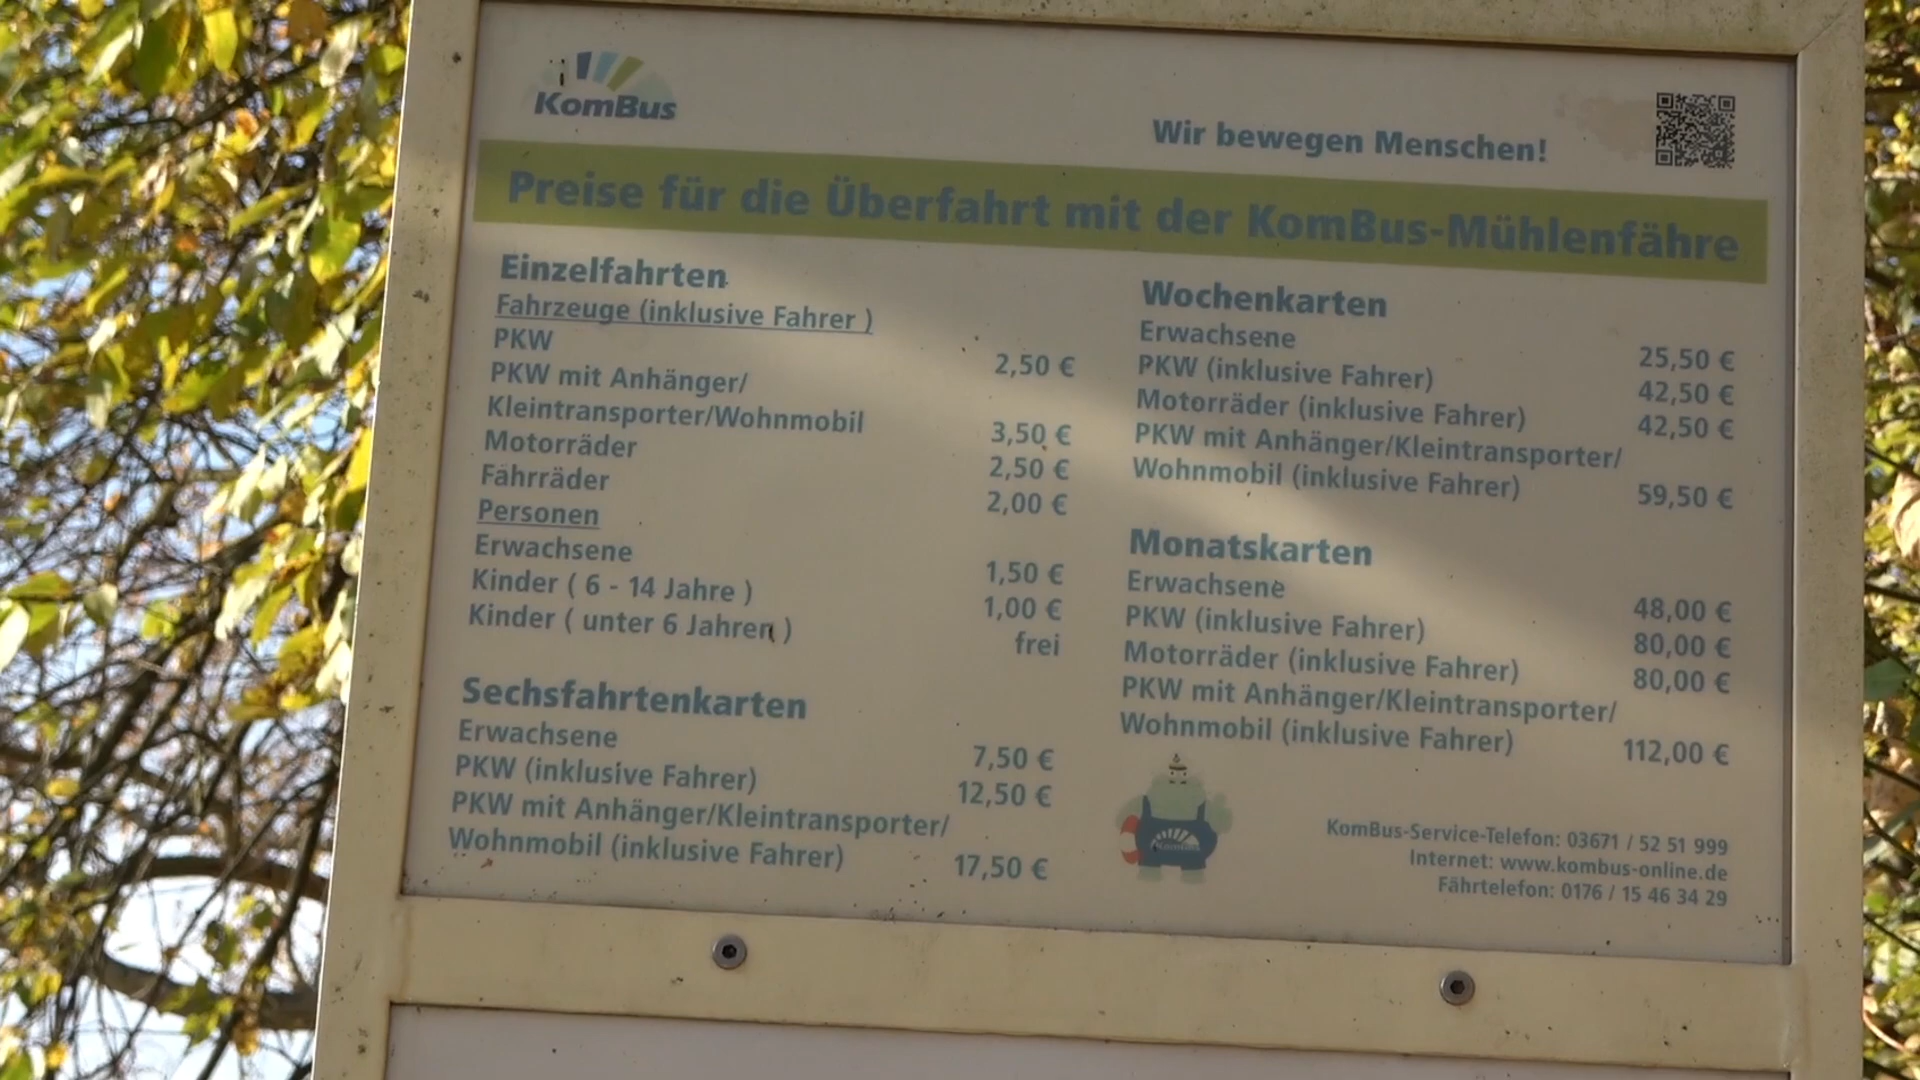 KomBus
Wir bewegen Menschen!
Preise für die Überfahrt mit der KomBus-Mühlenfähre
Einzelfahrten
Fahrzeuge (inklusive Fahrer )
PKW 2,50 €
PKW mit Anhänger/
Kleintransporter/Wohnmobil 3,50 €
Motorräder 2,50 €
Fahrräder 2,00 €
Personen
Erwachsene 1,50 €
Kinder ( 6 - 14 Jahre ) 1,00 €
Kinder ( unter 6 Jahren ) frei
Sechsfahrtenkarten
Erwachsene 7,50 €
PKW (inklusive Fahrer) 12,50 €
PKW mit Anhänger/Kleintransporter/
Wohnmobil (inklusive Fahrer) 17,50 €
Wochenkarten
Erwachsene 25,50 €
PKW (inklusive Fahrer) 42,50 €
Motorräder (inklusive Fahrer) 42,50 €
PKW mit Anhänger/Kleintransporter/
Wohnmobil (inklusive Fahrer) 59,50 €
Monatskarten
Erwachsene 48,00 €
PKW (inklusive Fahrer) 80,00 €
Motorräder (inklusive Fahrer) 80,00 €
PKW mit Anhänger/Kleintransporter/
Wohnmobil (inklusive Fahrer) 112,00 €
KomBus
KomBus-Service-Telefon: 03671 / 52 51 999
Internet: www.kombus-online.de
Fährtelefon: 0176 / 15 46 34 29